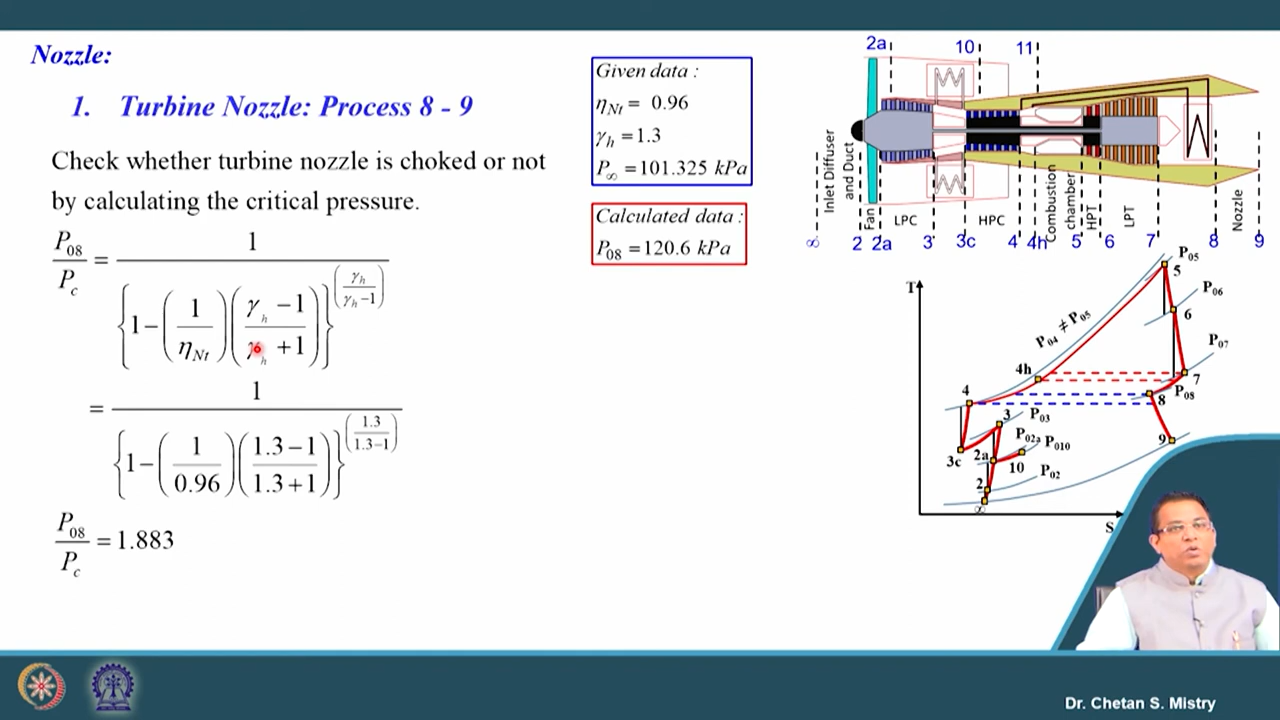 Nozzle:
1. Turbine Nozzle: Process 8 - 9
Check whether turbine nozzle is choked or not
by calculating the critical pressure.
P08/Pc = 1 / {1−(1/ηNt)(γh −1/γh +1)}^(γh/γh−1)
= 1 / {1−(1/0.96)(1.3−1/1.3+1)}^(1.3/1.3−1)
P08/Pc = 1.883
Given data :
ηNt = 0.96
γh = 1.3
P∞ = 101.325 kPa
Calculated data :
P08 = 120.6 kPa
2a 10 11
Inlet Diffuser and Duct
Fan
LPC
HPC
Combustion chamber
HPT
LPT
Nozzle
∞ 2 2a 3 3c 4 4h 5 6 7 8 9
T
P05
5
P06
6
P04 ≠ P05
P07
4h
7
P08
8
4
3 P03
P02a P010
9
3c 2a
10 P02
2
∞
S
Dr. Chetan S. Mistry